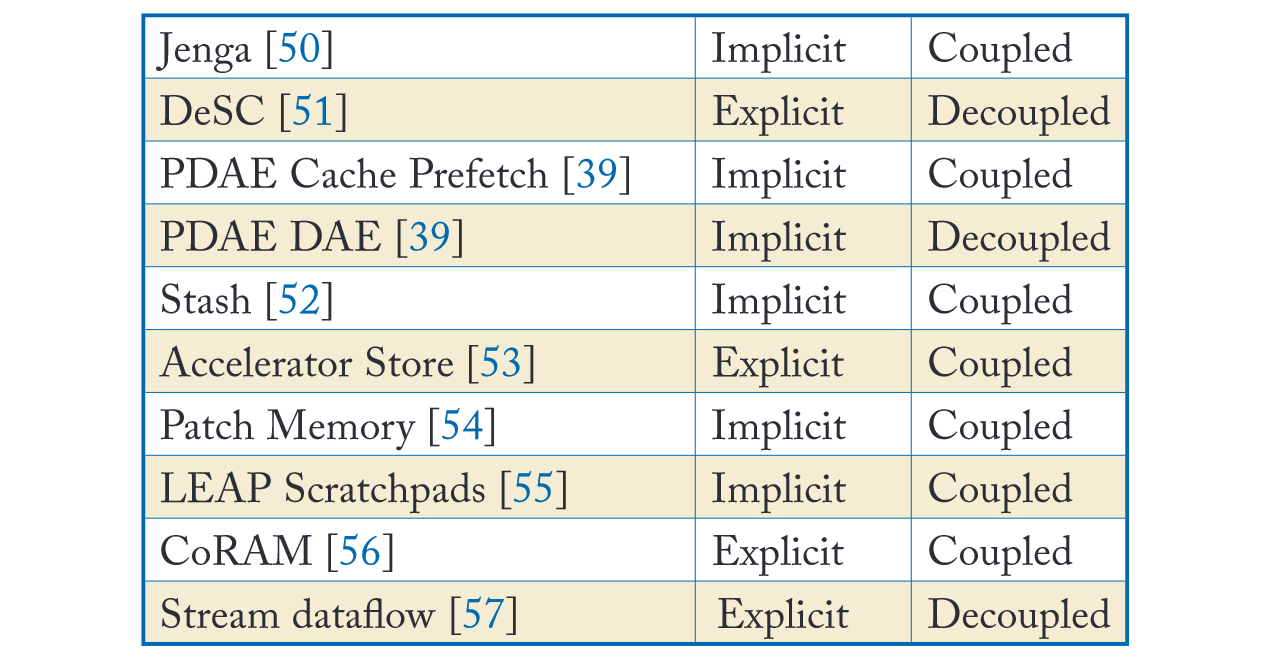 Jenga [50] Implicit Coupled
DeSC [51] Explicit Decoupled
PDAE Cache Prefetch [39] Implicit Coupled
PDAE DAE [39] Implicit Decoupled
Stash [52] Implicit Coupled
Accelerator Store [53] Explicit Coupled
Patch Memory [54] Implicit Coupled
LEAP Scratchpads [55] Implicit Coupled
CoRAM [56] Explicit Coupled
Stream dataflow [57] Explicit Decoupled